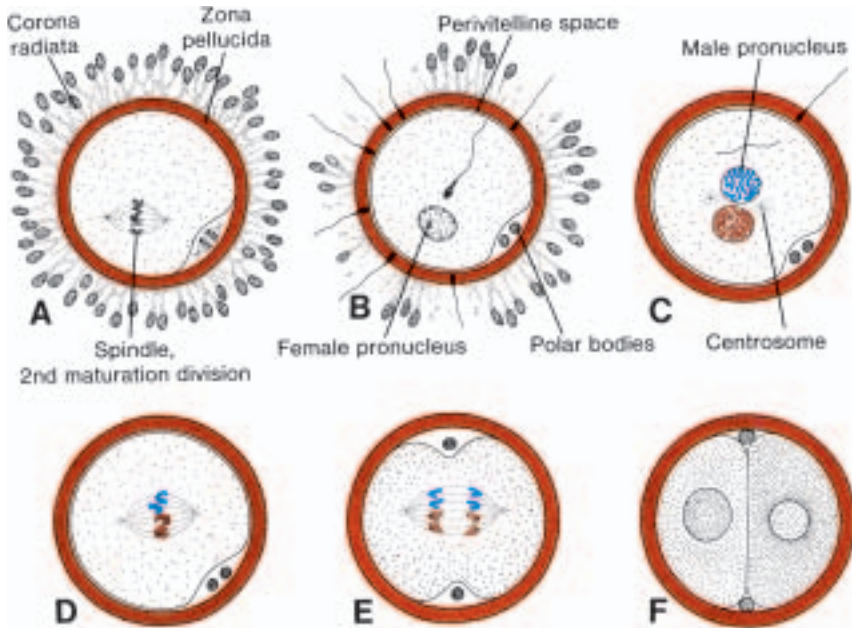 Corona
radiata
Zona
pellucida
Perivitelline space
Male pronucleus
A
B
C
Spindle,
2nd maturation division
Female pronucleus
Polar bodies
Centrosome
D
E
F